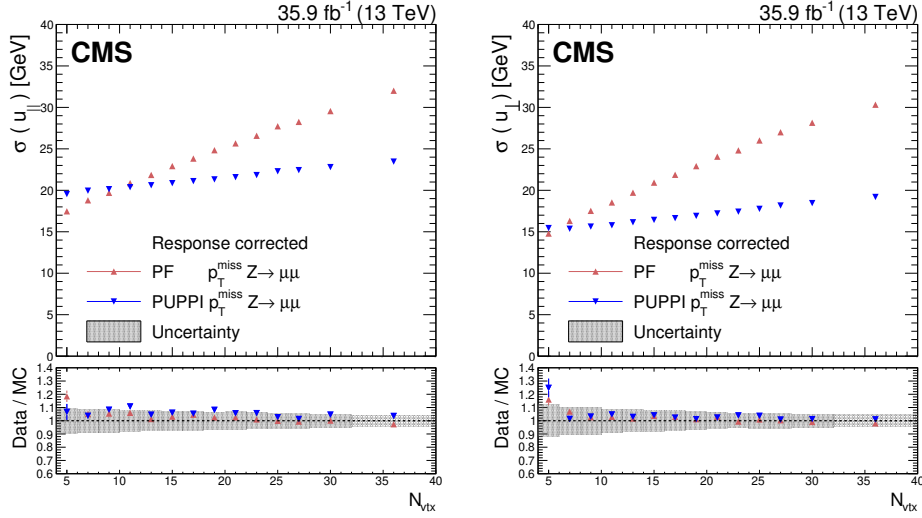 35.9 fb⁻¹ (13 TeV)
CMS
σ ( u_∥ ) [GeV]
40
35
30
25
20
15
10
5
0
Response corrected
PF p_T^miss Z→ μμ
PUPPI p_T^miss Z→ μμ
Uncertainty
Data / MC
1.4
1.3
1.2
1.1
1
0.9
0.8
0.7
0.6
5 10 15 20 25 30 35 40
N_vtx
35.9 fb⁻¹ (13 TeV)
CMS
σ ( u_⊥ ) [GeV]
40
35
30
25
20
15
10
5
0
Response corrected
PF p_T^miss Z→ μμ
PUPPI p_T^miss Z→ μμ
Uncertainty
Data / MC
1.4
1.3
1.2
1.1
1
0.9
0.8
0.7
0.6
5 10 15 20 25 30 35 40
N_vtx